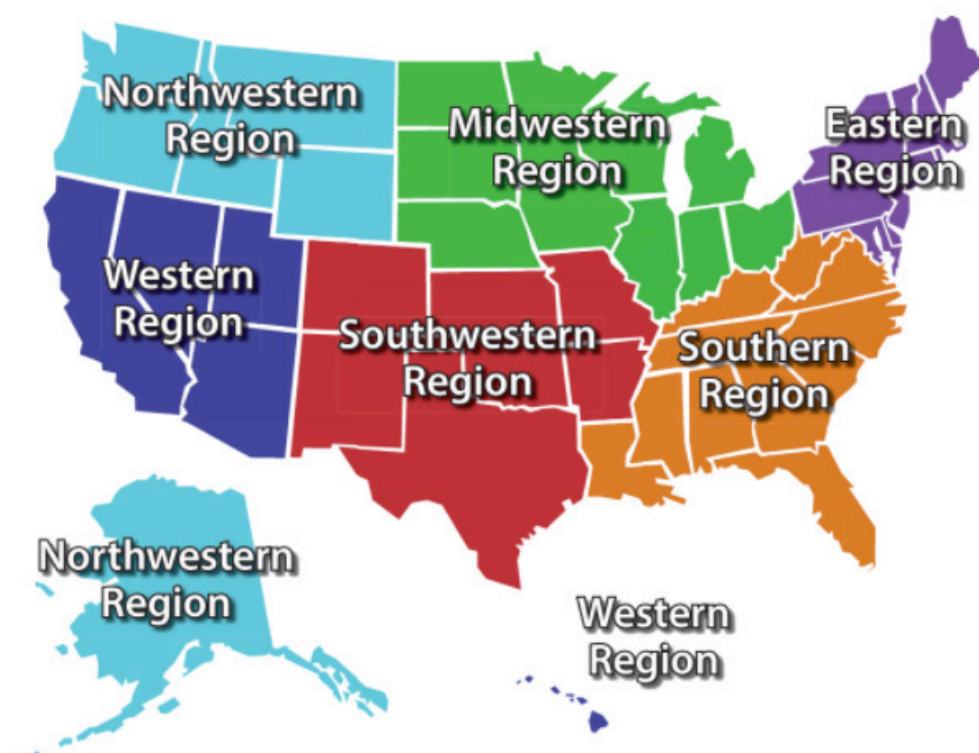 Northwestern
Region
Midwestern
Region
Eastern
Region
Western
Region
Southwestern
Region
Southern
Region
Northwestern
Region
Western
Region